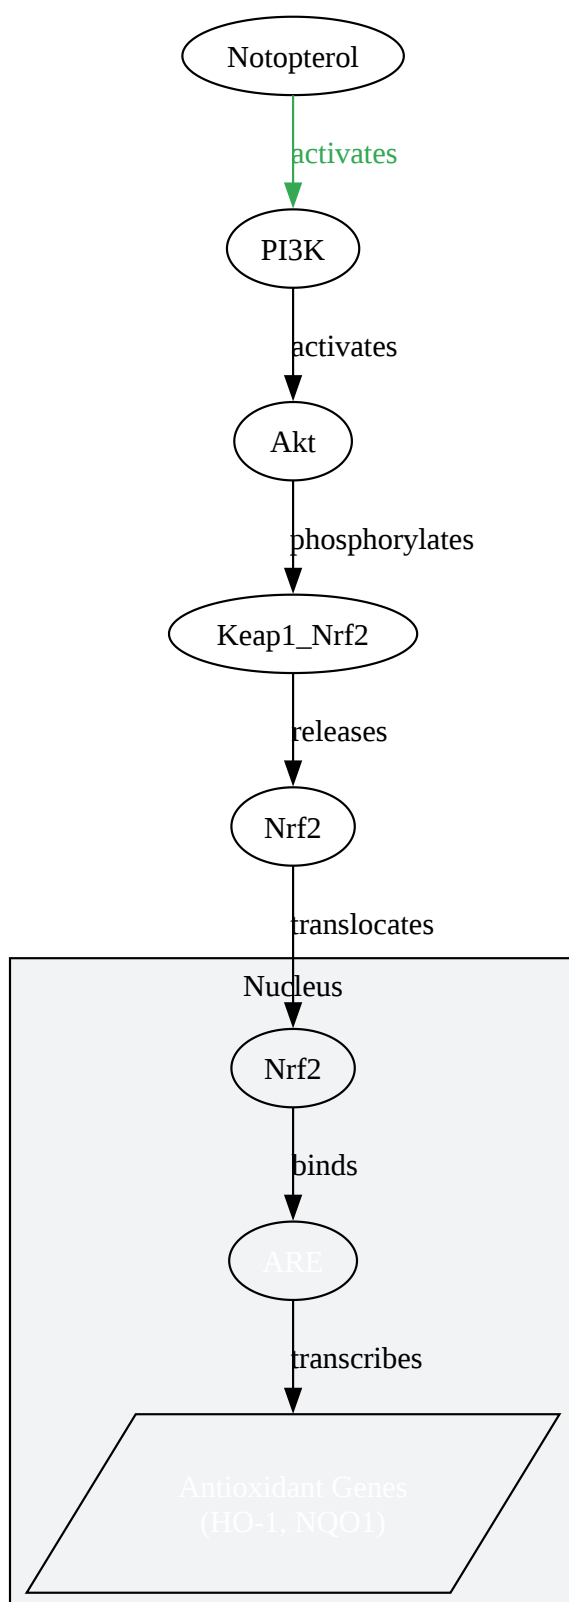 Notopterol
activates
PI3K
activates
Akt
phosphorylates
Keap1_Nrf2
releases
Nrf2
translocates
Nucleus
Nrf2
binds
ARE
transcribes
Antioxidant Genes
(HO-1, NQO1)